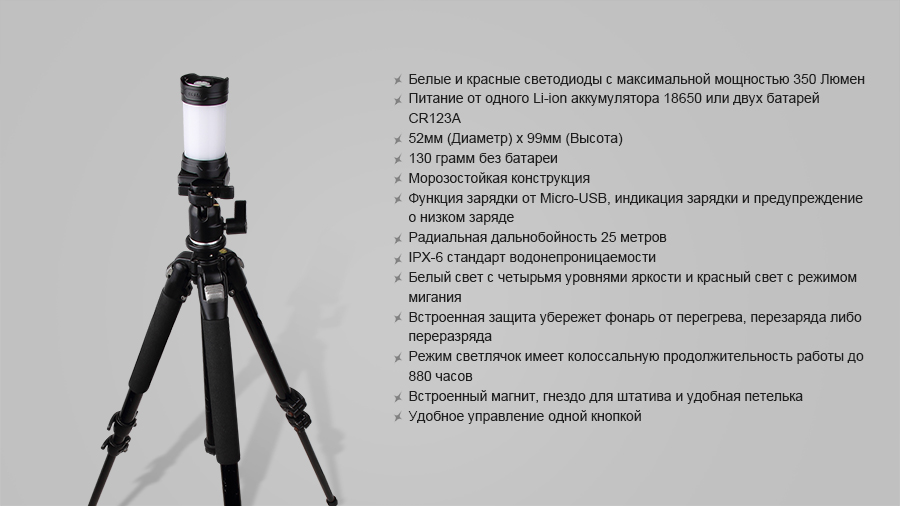 Белые и красные светодиоды с максимальной мощностью 350 Люмен
Питание от одного Li-ion аккумулятора 18650 или двух батарей
CR123A
52мм (Диаметр) x 99мм (Высота)
130 грамм без батареи
Морозостойкая конструкция
Функция зарядки от Micro-USB, индикация зарядки и предупреждение
о низком заряде
Радиальная дальнобойность 25 метров
IPX-6 стандарт водонепроницаемости
Белый свет с четырьмя уровнями яркости и красный свет с режимом
мигания
Встроенная защита убережет фонарь от перегрева, перезаряда либо
переразряда
Режим светлячок имеет колоссальную продолжительность работы до
880 часов
Встроенный магнит, гнездо для штатива и удобная петелька
Удобное управление одной кнопкой